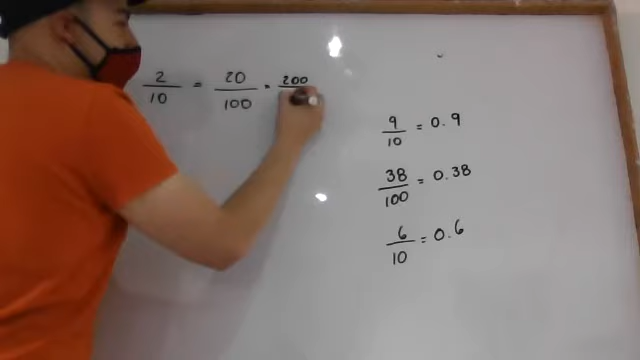 2/10 = 20/100 = 200/
9/10 = 0.9
38/100 = 0.38
6/10 = 0.6